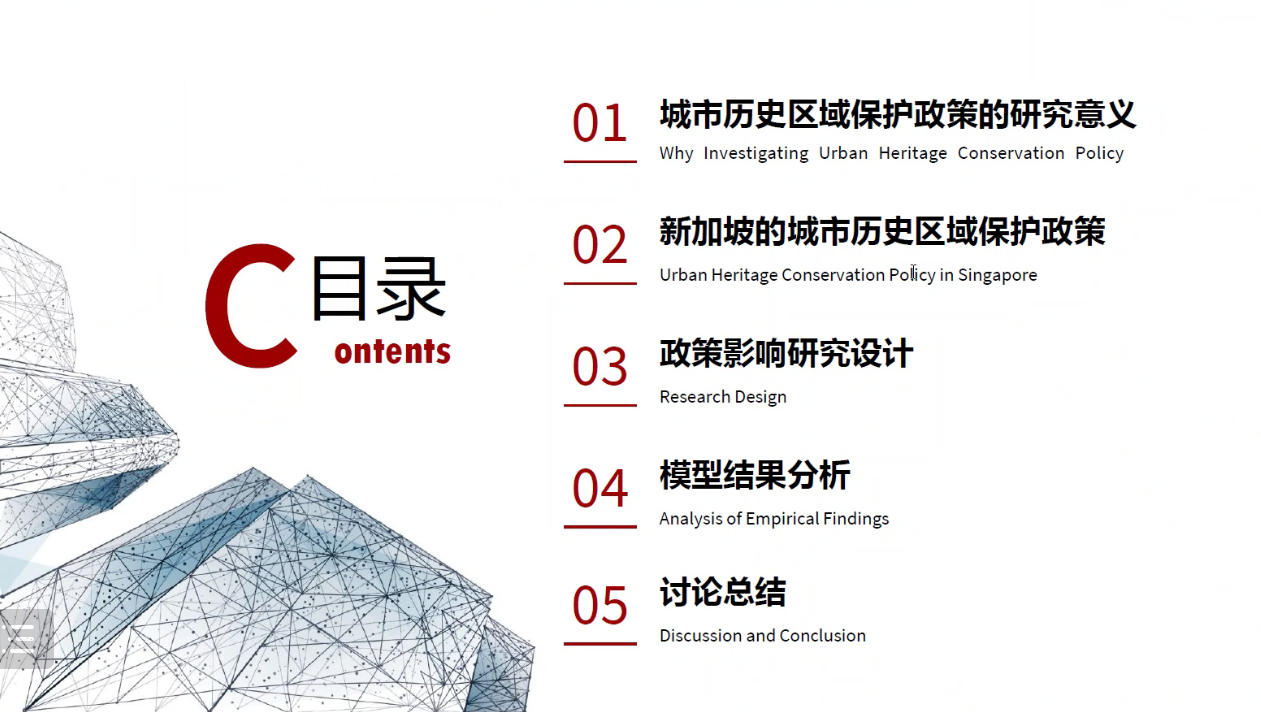 C目录
ontents
01
城市历史区域保护政策的研究意义
Why Investigating Urban Heritage Conservation Policy
02
新加坡的城市历史区域保护政策
Urban Heritage Conservation Policy in Singapore
03
政策影响研究设计
Research Design
04
模型结果分析
Analysis of Empirical Findings
05
讨论总结
Discussion and Conclusion